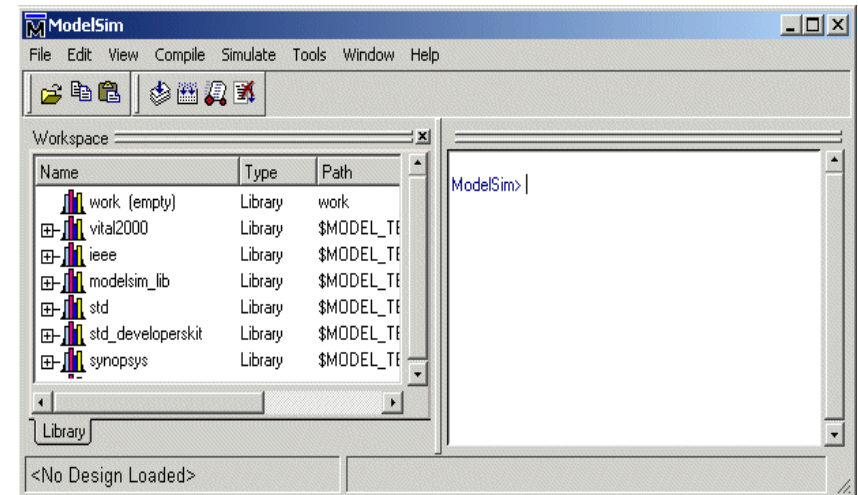 ModelSim
File Edit View Compile Simulate Tools Window Help
Workspace
Name Type Path
work (empty) Library work
vital2000 Library $MODEL_TE
ieee Library $MODEL_TE
modelsim_lib Library $MODEL_TE
std Library $MODEL_TE
std_developerskit Library $MODEL_TE
synopsys Library $MODEL_TE
Library
ModelSim>
<No Design Loaded>